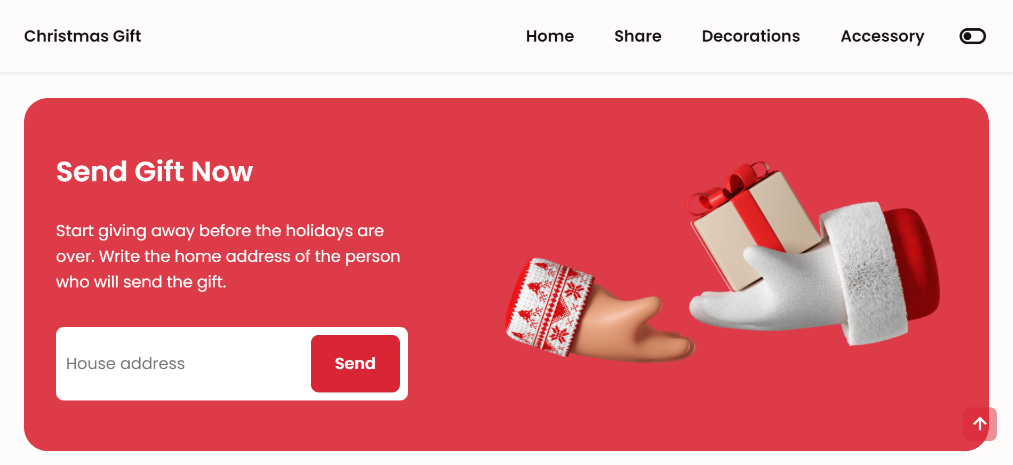 Christmas Gift
Home
Share
Decorations
Accessory
Send Gift Now
Start giving away before the holidays are
over. Write the home address of the person
who will send the gift.
House address
Send